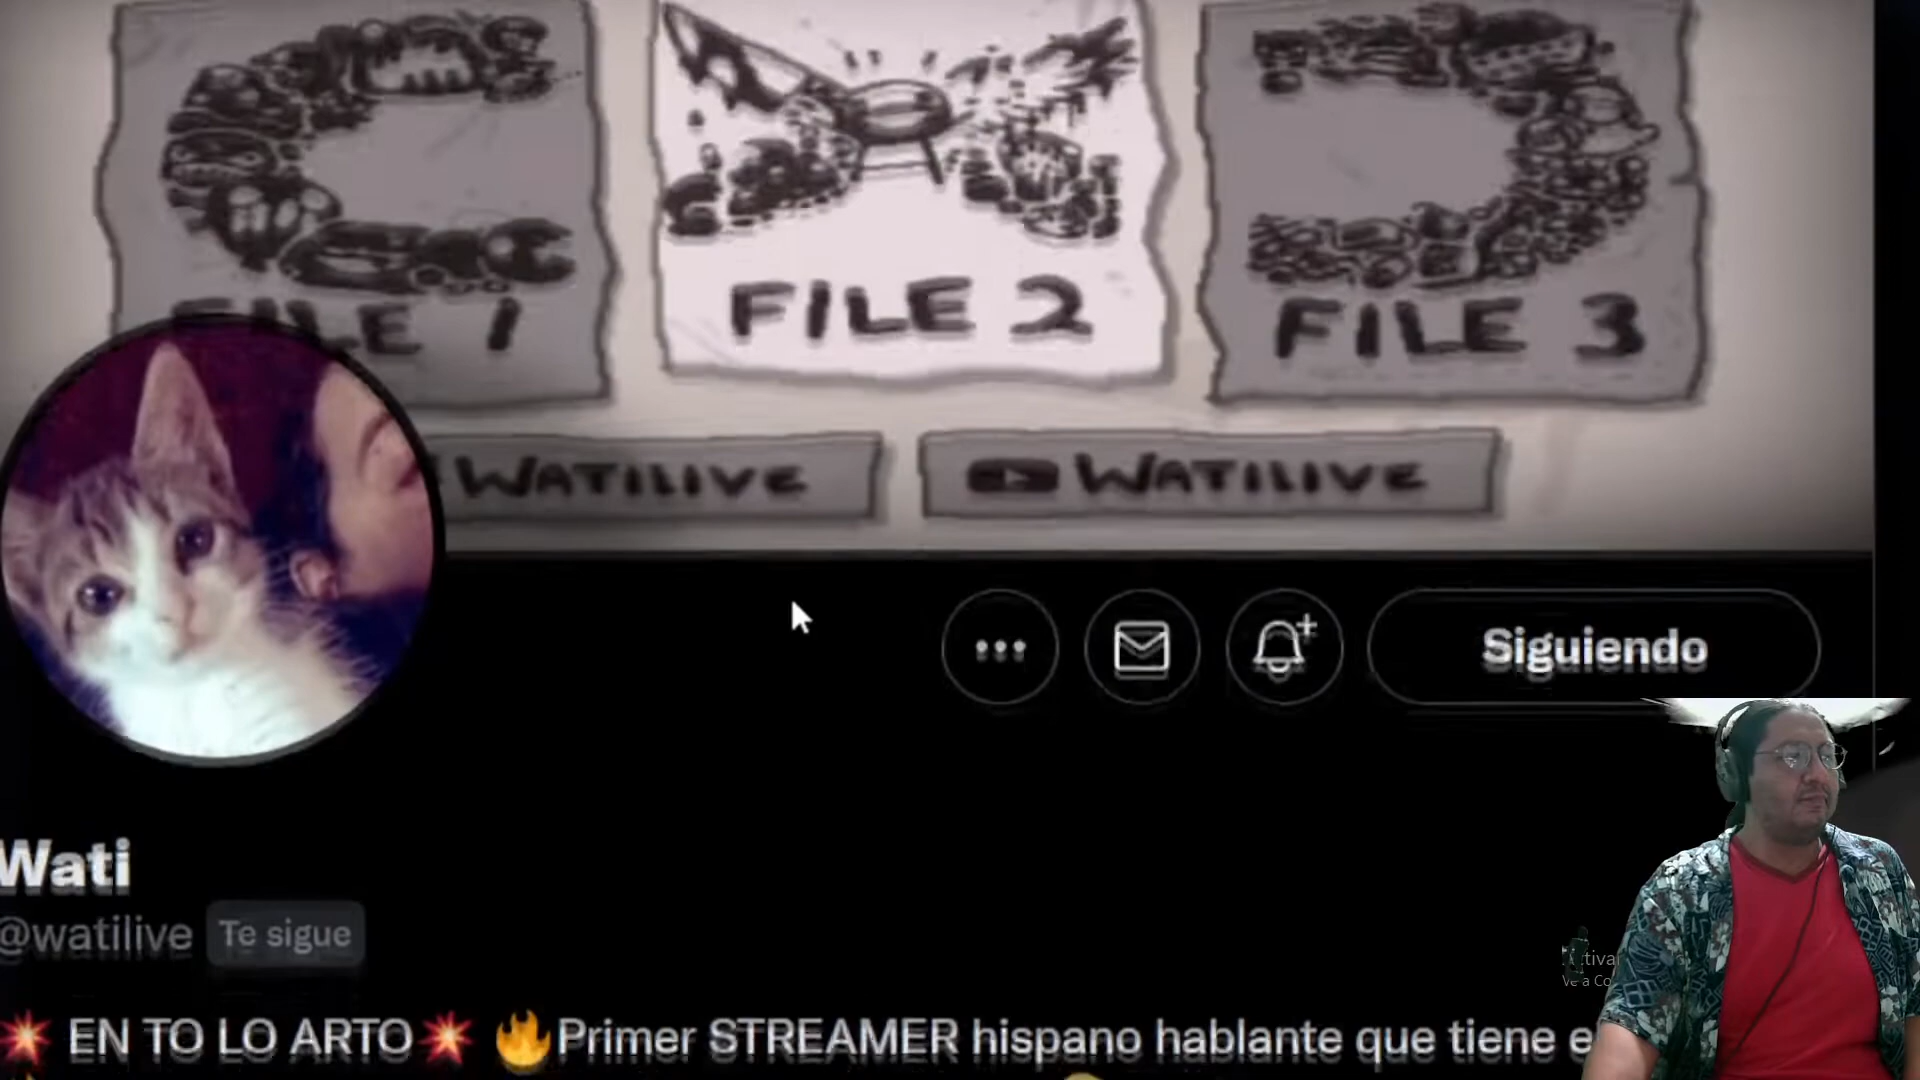 FILE 1
FILE 2
FILE 3
WATILIVE
WATILIVE
Siguiendo
Wati
@watilive Te sigue
💥 EN TO LO ARTO💥 🔥Primer STREAMER hispano hablante que tiene